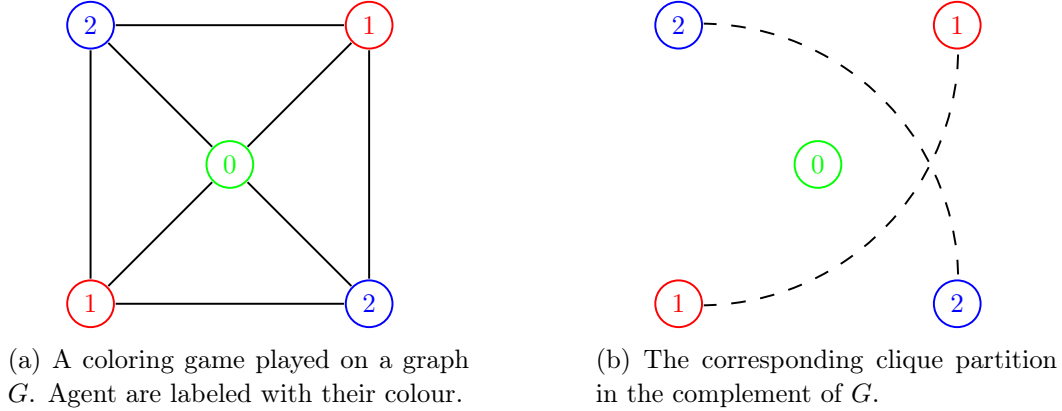 2 1
0
1 2
2 1
0
1 2
(a) A coloring game played on a graph
G. Agent are labeled with their colour.
(b) The corresponding clique partition
in the complement of G.